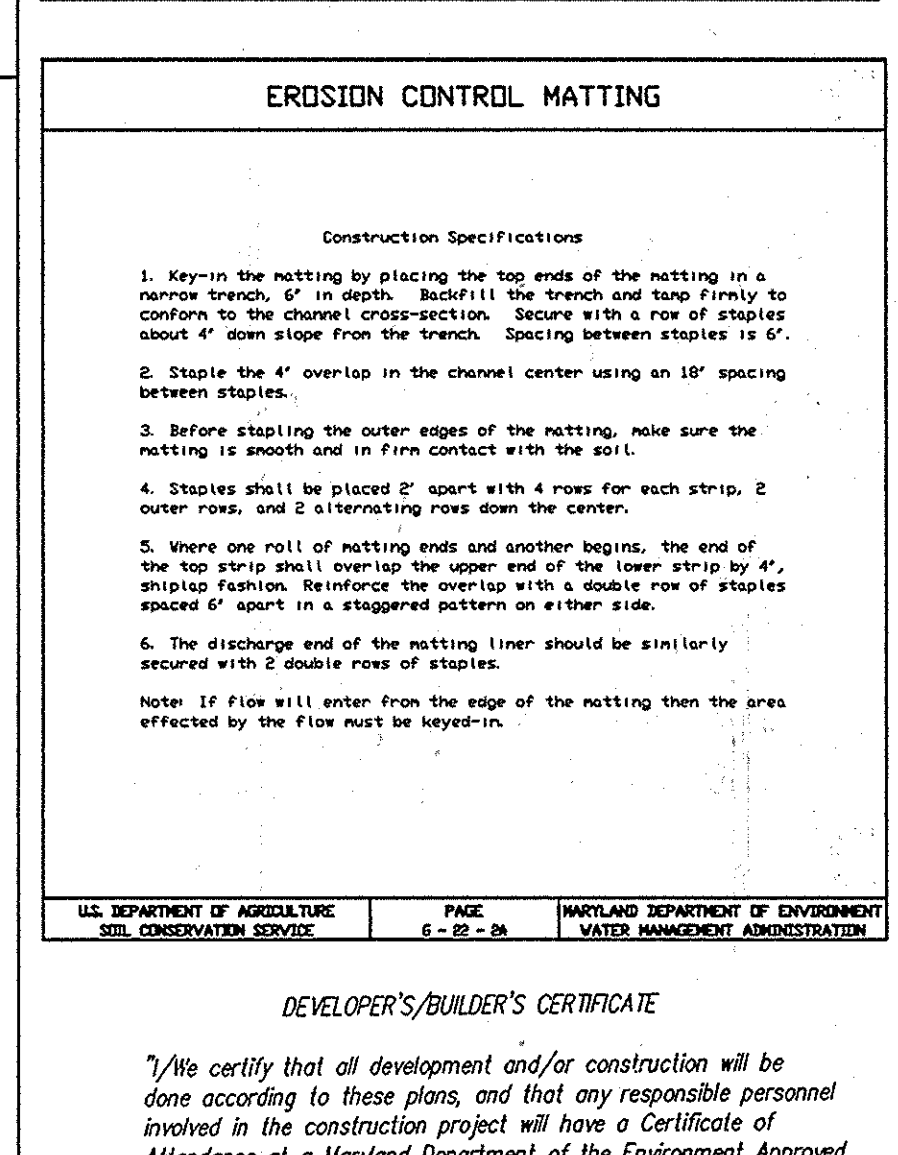 EROSION CONTROL MATTING
Construction Specifications
1. Key-in the matting by placing the top ends of the matting in a
narrow trench, 6" in depth. Backfill the trench and tamp firmly to
conform to the channel cross-section. Secure with a row of staples
about 4" down slope from the trench. Spacing between staples is 6".
2. Staple the 4" overlap in the channel center using an 18" spacing
between staples.
3. Before stapling the outer edges of the matting, make sure the
matting is smooth and in firm contact with the soil.
4. Staples shall be placed 2' apart with 4 rows for each strip, 2
outer rows, and 2 alternating rows down the center.
5. Where one roll of matting ends and another begins, the end of
the top strip shall overlap the upper end of the lower strip by 4",
shiplap fashion. Reinforce the overlap with a double row of staples
spaced 6" apart in a staggered pattern on either side.
6. The discharge end of the matting liner should be similarly
secured with 2 double rows of staples.
Note: If flow will enter from the edge of the matting then the area
effected by the flow must be keyed-in.
U.S. DEPARTMENT OF AGRICULTURE
SOIL CONSERVATION SERVICE
PAGE
G - 22 - 2A
MARYLAND DEPARTMENT OF ENVIRONMENT
WATER MANAGEMENT ADMINISTRATION
DEVELOPER'S/BUILDER'S CERTIFICATE
"I/We certify that all development and/or construction will be
done according to these plans, and that any responsible personnel
involved in the construction project will have a Certificate of
Attendance at a Maryland Department of the Environment Approved